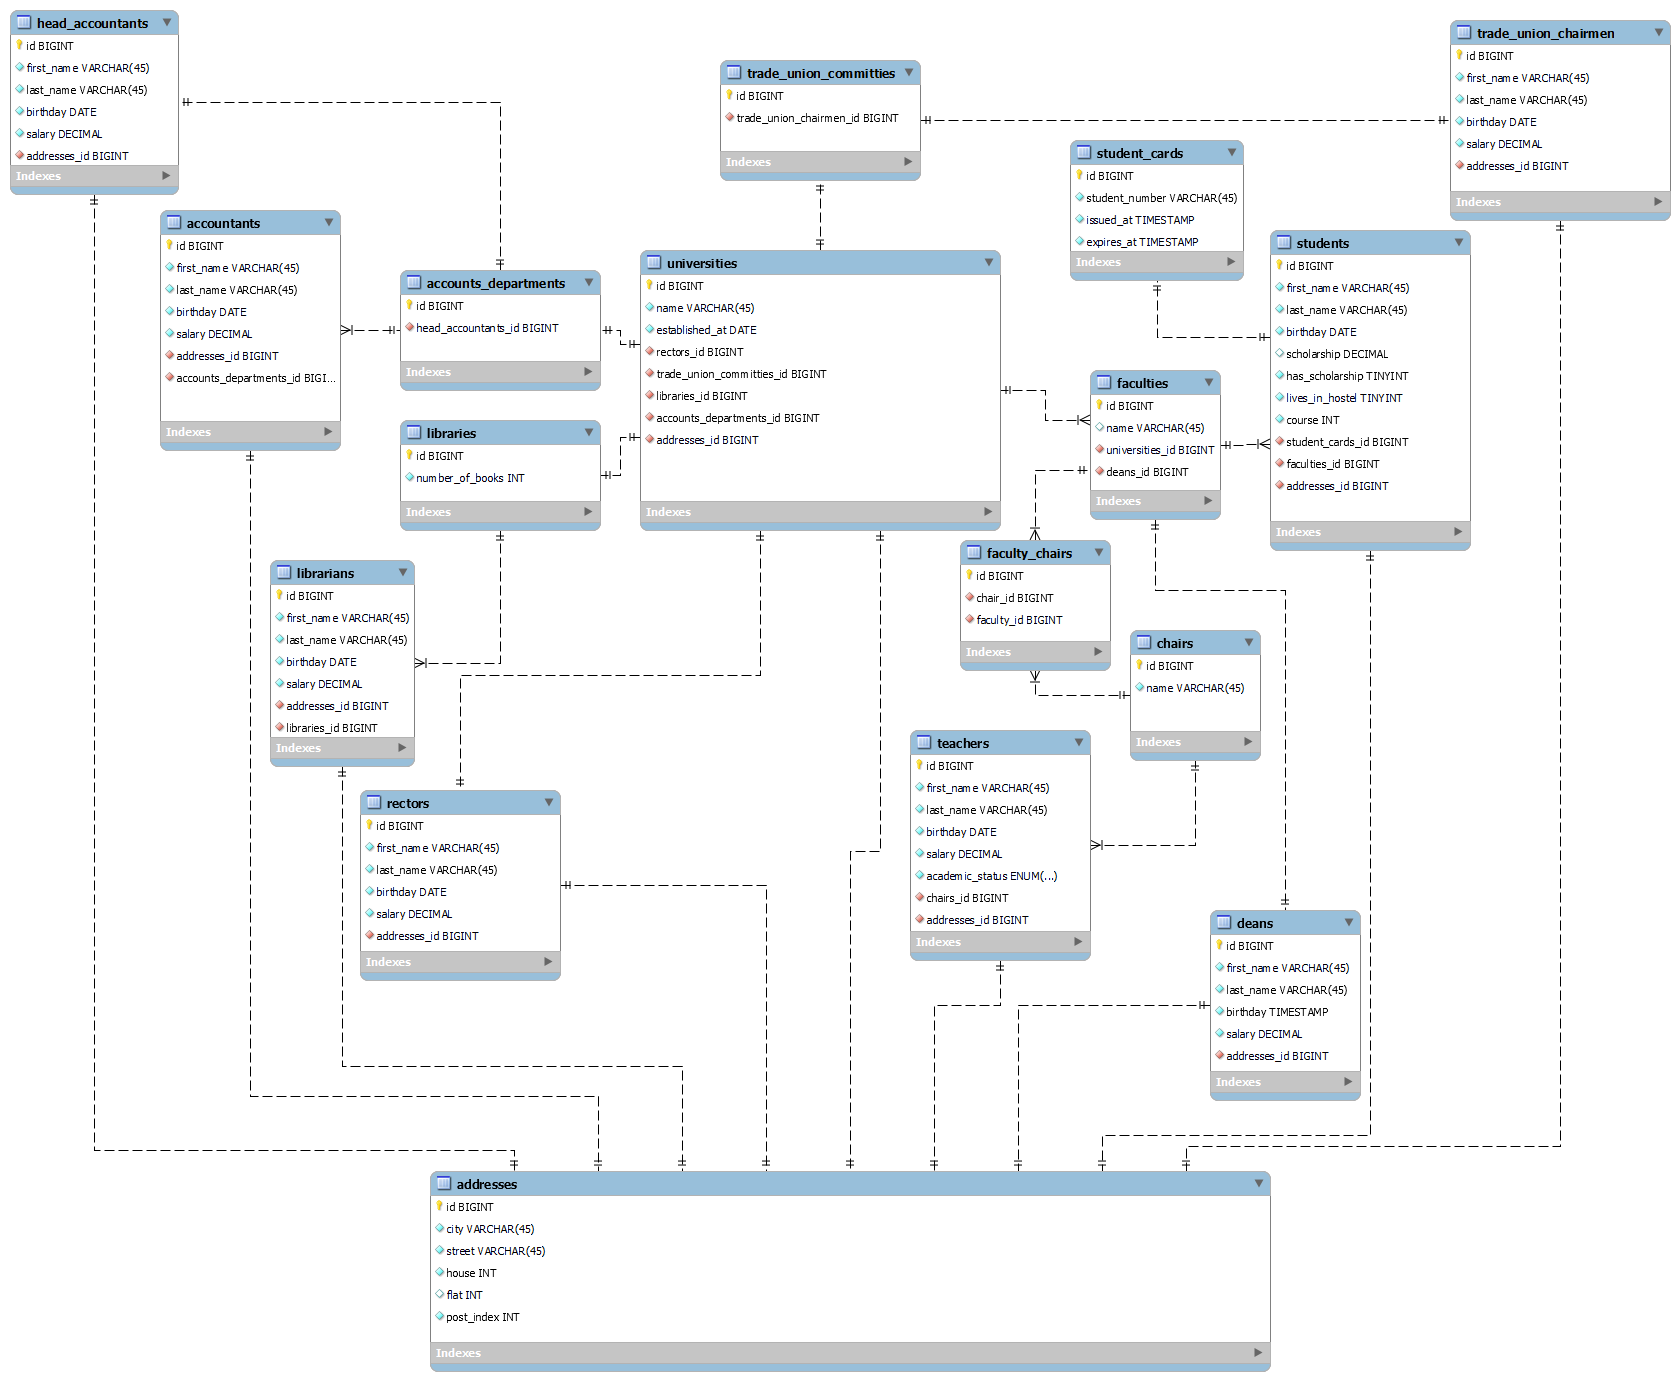 head_accountants
id BIGINT
first_name VARCHAR(45)
last_name VARCHAR(45)
birthday DATE
salary DECIMAL
addresses_id BIGINT
Indexes
trade_union_committies
id BIGINT
trade_union_chairmen_id BIGINT
Indexes
trade_union_chairmen
id BIGINT
first_name VARCHAR(45)
last_name VARCHAR(45)
birthday DATE
salary DECIMAL
addresses_id BIGINT
Indexes
student_cards
id BIGINT
student_number VARCHAR(45)
issued_at TIMESTAMP
expires_at TIMESTAMP
Indexes
accountants
id BIGINT
first_name VARCHAR(45)
last_name VARCHAR(45)
birthday DATE
salary DECIMAL
addresses_id BIGINT
accounts_departments_id BIGI...
Indexes
accounts_departments
id BIGINT
head_accountants_id BIGINT
Indexes
universities
id BIGINT
name VARCHAR(45)
established_at DATE
rectors_id BIGINT
trade_union_committies_id BIGINT
libraries_id BIGINT
accounts_departments_id BIGINT
addresses_id BIGINT
Indexes
students
id BIGINT
first_name VARCHAR(45)
last_name VARCHAR(45)
birthday DATE
scholarship DECIMAL
has_scholarship TINYINT
lives_in_hostel TINYINT
course INT
student_cards_id BIGINT
faculties_id BIGINT
addresses_id BIGINT
Indexes
faculties
id BIGINT
name VARCHAR(45)
universities_id BIGINT
deans_id BIGINT
Indexes
libraries
id BIGINT
number_of_books INT
Indexes
librarians
id BIGINT
first_name VARCHAR(45)
last_name VARCHAR(45)
birthday DATE
salary DECIMAL
addresses_id BIGINT
libraries_id BIGINT
Indexes
faculty_chairs
id BIGINT
chair_id BIGINT
faculty_id BIGINT
Indexes
chairs
id BIGINT
name VARCHAR(45)
Indexes
teachers
id BIGINT
first_name VARCHAR(45)
last_name VARCHAR(45)
birthday DATE
salary DECIMAL
academic_status ENUM(...)
chairs_id BIGINT
addresses_id BIGINT
Indexes
rectors
id BIGINT
first_name VARCHAR(45)
last_name VARCHAR(45)
birthday DATE
salary DECIMAL
addresses_id BIGINT
Indexes
deans
id BIGINT
first_name VARCHAR(45)
last_name VARCHAR(45)
birthday TIMESTAMP
salary DECIMAL
addresses_id BIGINT
Indexes
addresses
id BIGINT
city VARCHAR(45)
street VARCHAR(45)
house INT
flat INT
post_index INT
Indexes